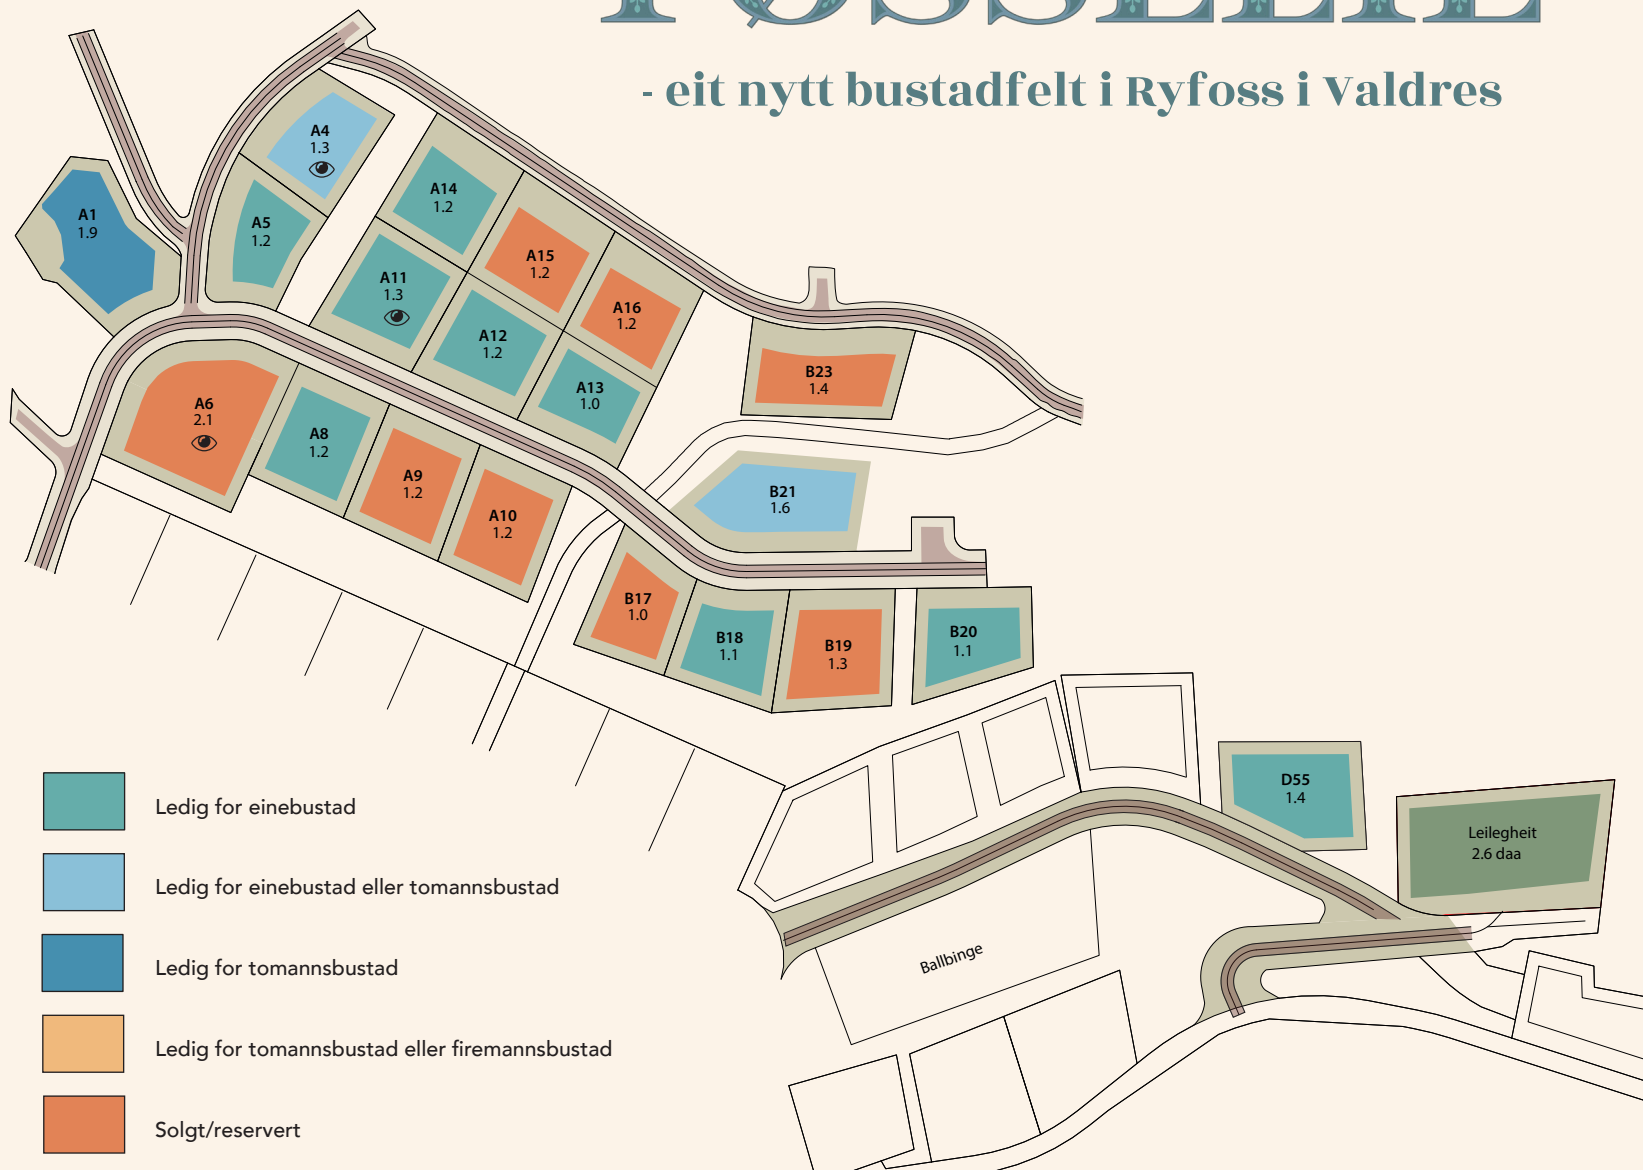 - eit nytt bustadfelt i Ryfoss i Valdres
A4
1.3
A1
1.9
A5
1.2
A14
1.2
A15
1.2
A11
1.3
A16
1.2
A12
1.2
A13
1.0
B23
1.4
A6
2.1
A8
1.2
A9
1.2
A10
1.2
B21
1.6
B17
1.0
B18
1.1
B19
1.3
B20
1.1
D55
1.4
Leilegheit
2.6 daa
Ballbinge
Ledig for einebustad
Ledig for einebustad eller tomannsbustad
Ledig for tomannsbustad
Ledig for tomannsbustad eller firemannsbustad
Solgt/reservert